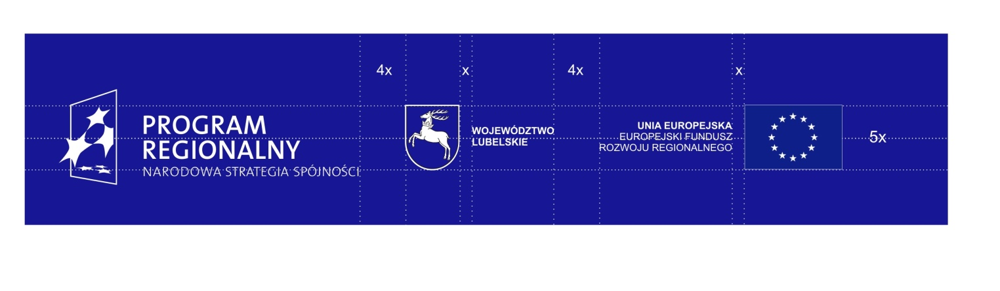 4x
x
4x
x
PROGRAM
REGIONALNY
NARODOWA STRATEGIA SPÓJNOŚCI
WOJEWÓDZTWO
LUBELSKIE
UNIA EUROPEJSKA
EUROPEJSKI FUNDUSZ
ROZWOJU REGIONALNEGO
5x